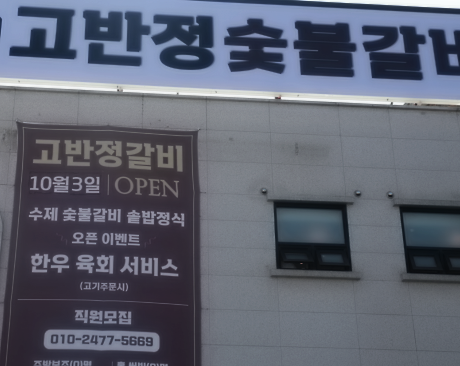 고반정숯불갈비
고반정갈비
10월3일 | OPEN
수제 숯불갈비 솥밥정식
오픈 이벤트
한우 육회 서비스
(고기주문시)
직원모집
010-2477-5669